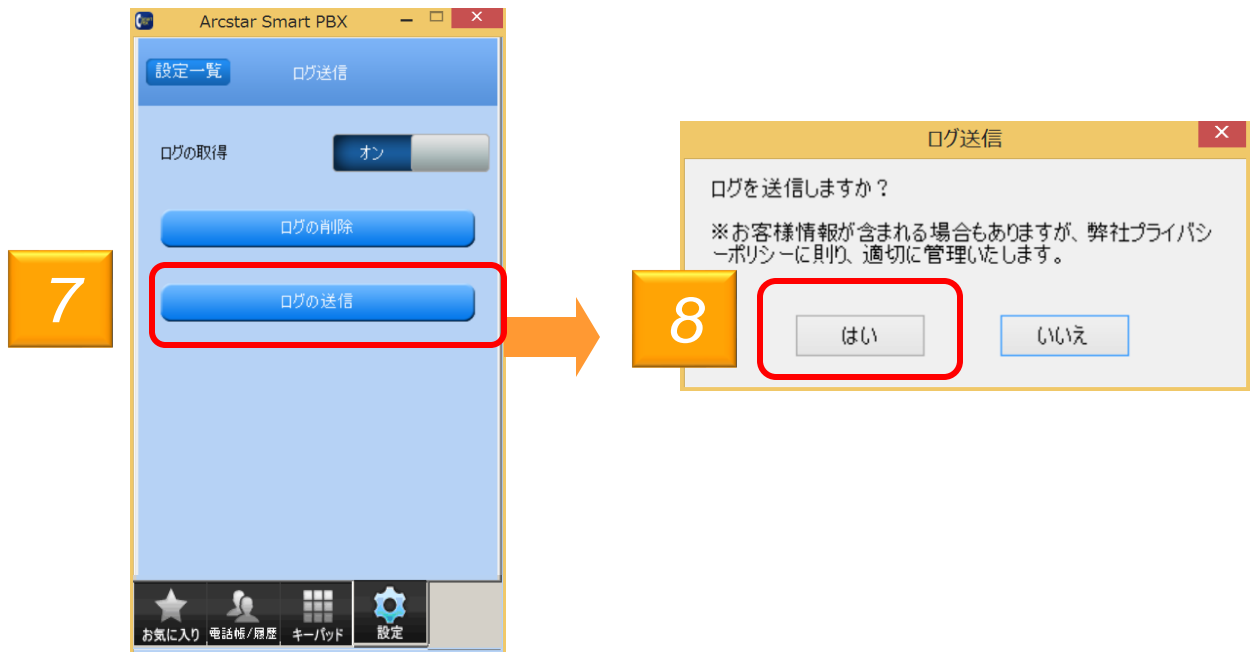 Arcstar Smart PBX
設定一覧
ログ送信
ログの取得
オン
ログの削除
7
ログの送信
お気に入り
電話帳/履歴
キーパッド
設定
ログ送信
ログを送信しますか？
※お客様情報が含まれる場合もありますが、弊社プライバシ
ーポリシーに則り、適切に管理いたします。
8
はい
いいえ